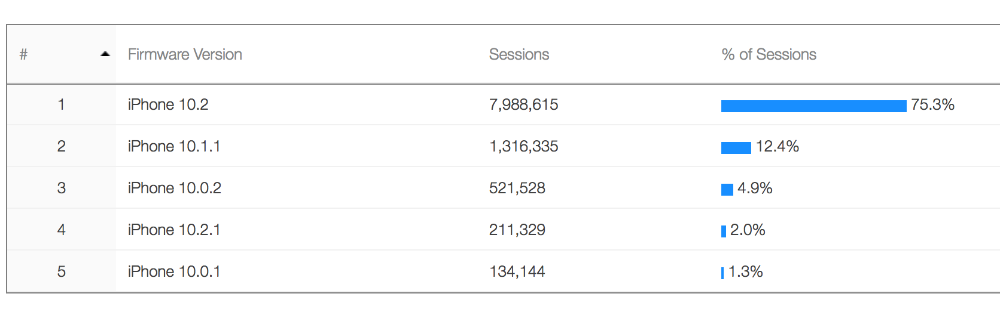 # Firmware Version Sessions % of Sessions
1 iPhone 10.2 7,988,615 75.3%
2 iPhone 10.1.1 1,316,335 12.4%
3 iPhone 10.0.2 521,528 4.9%
4 iPhone 10.2.1 211,329 2.0%
5 iPhone 10.0.1 134,144 1.3%